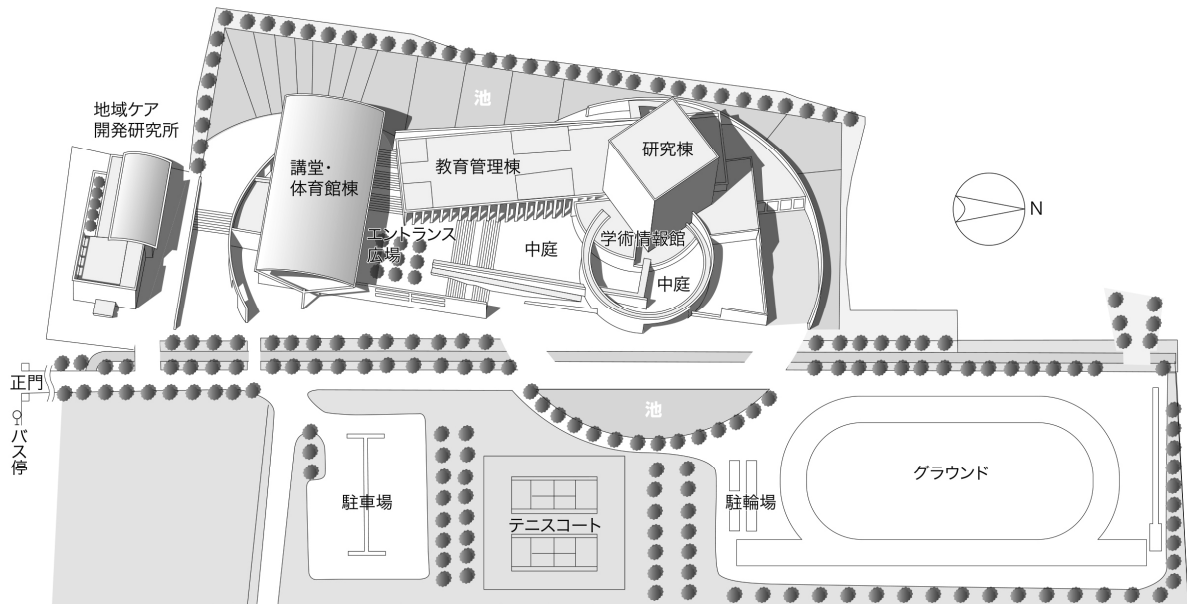 地域ケア
開発研究所
池
講堂・
体育館棟
教育管理棟
研究棟
エントランス
広場
中庭
学術情報館
中庭
N
正門
バス停
池
駐車場
テニスコート
駐輪場
グラウンド